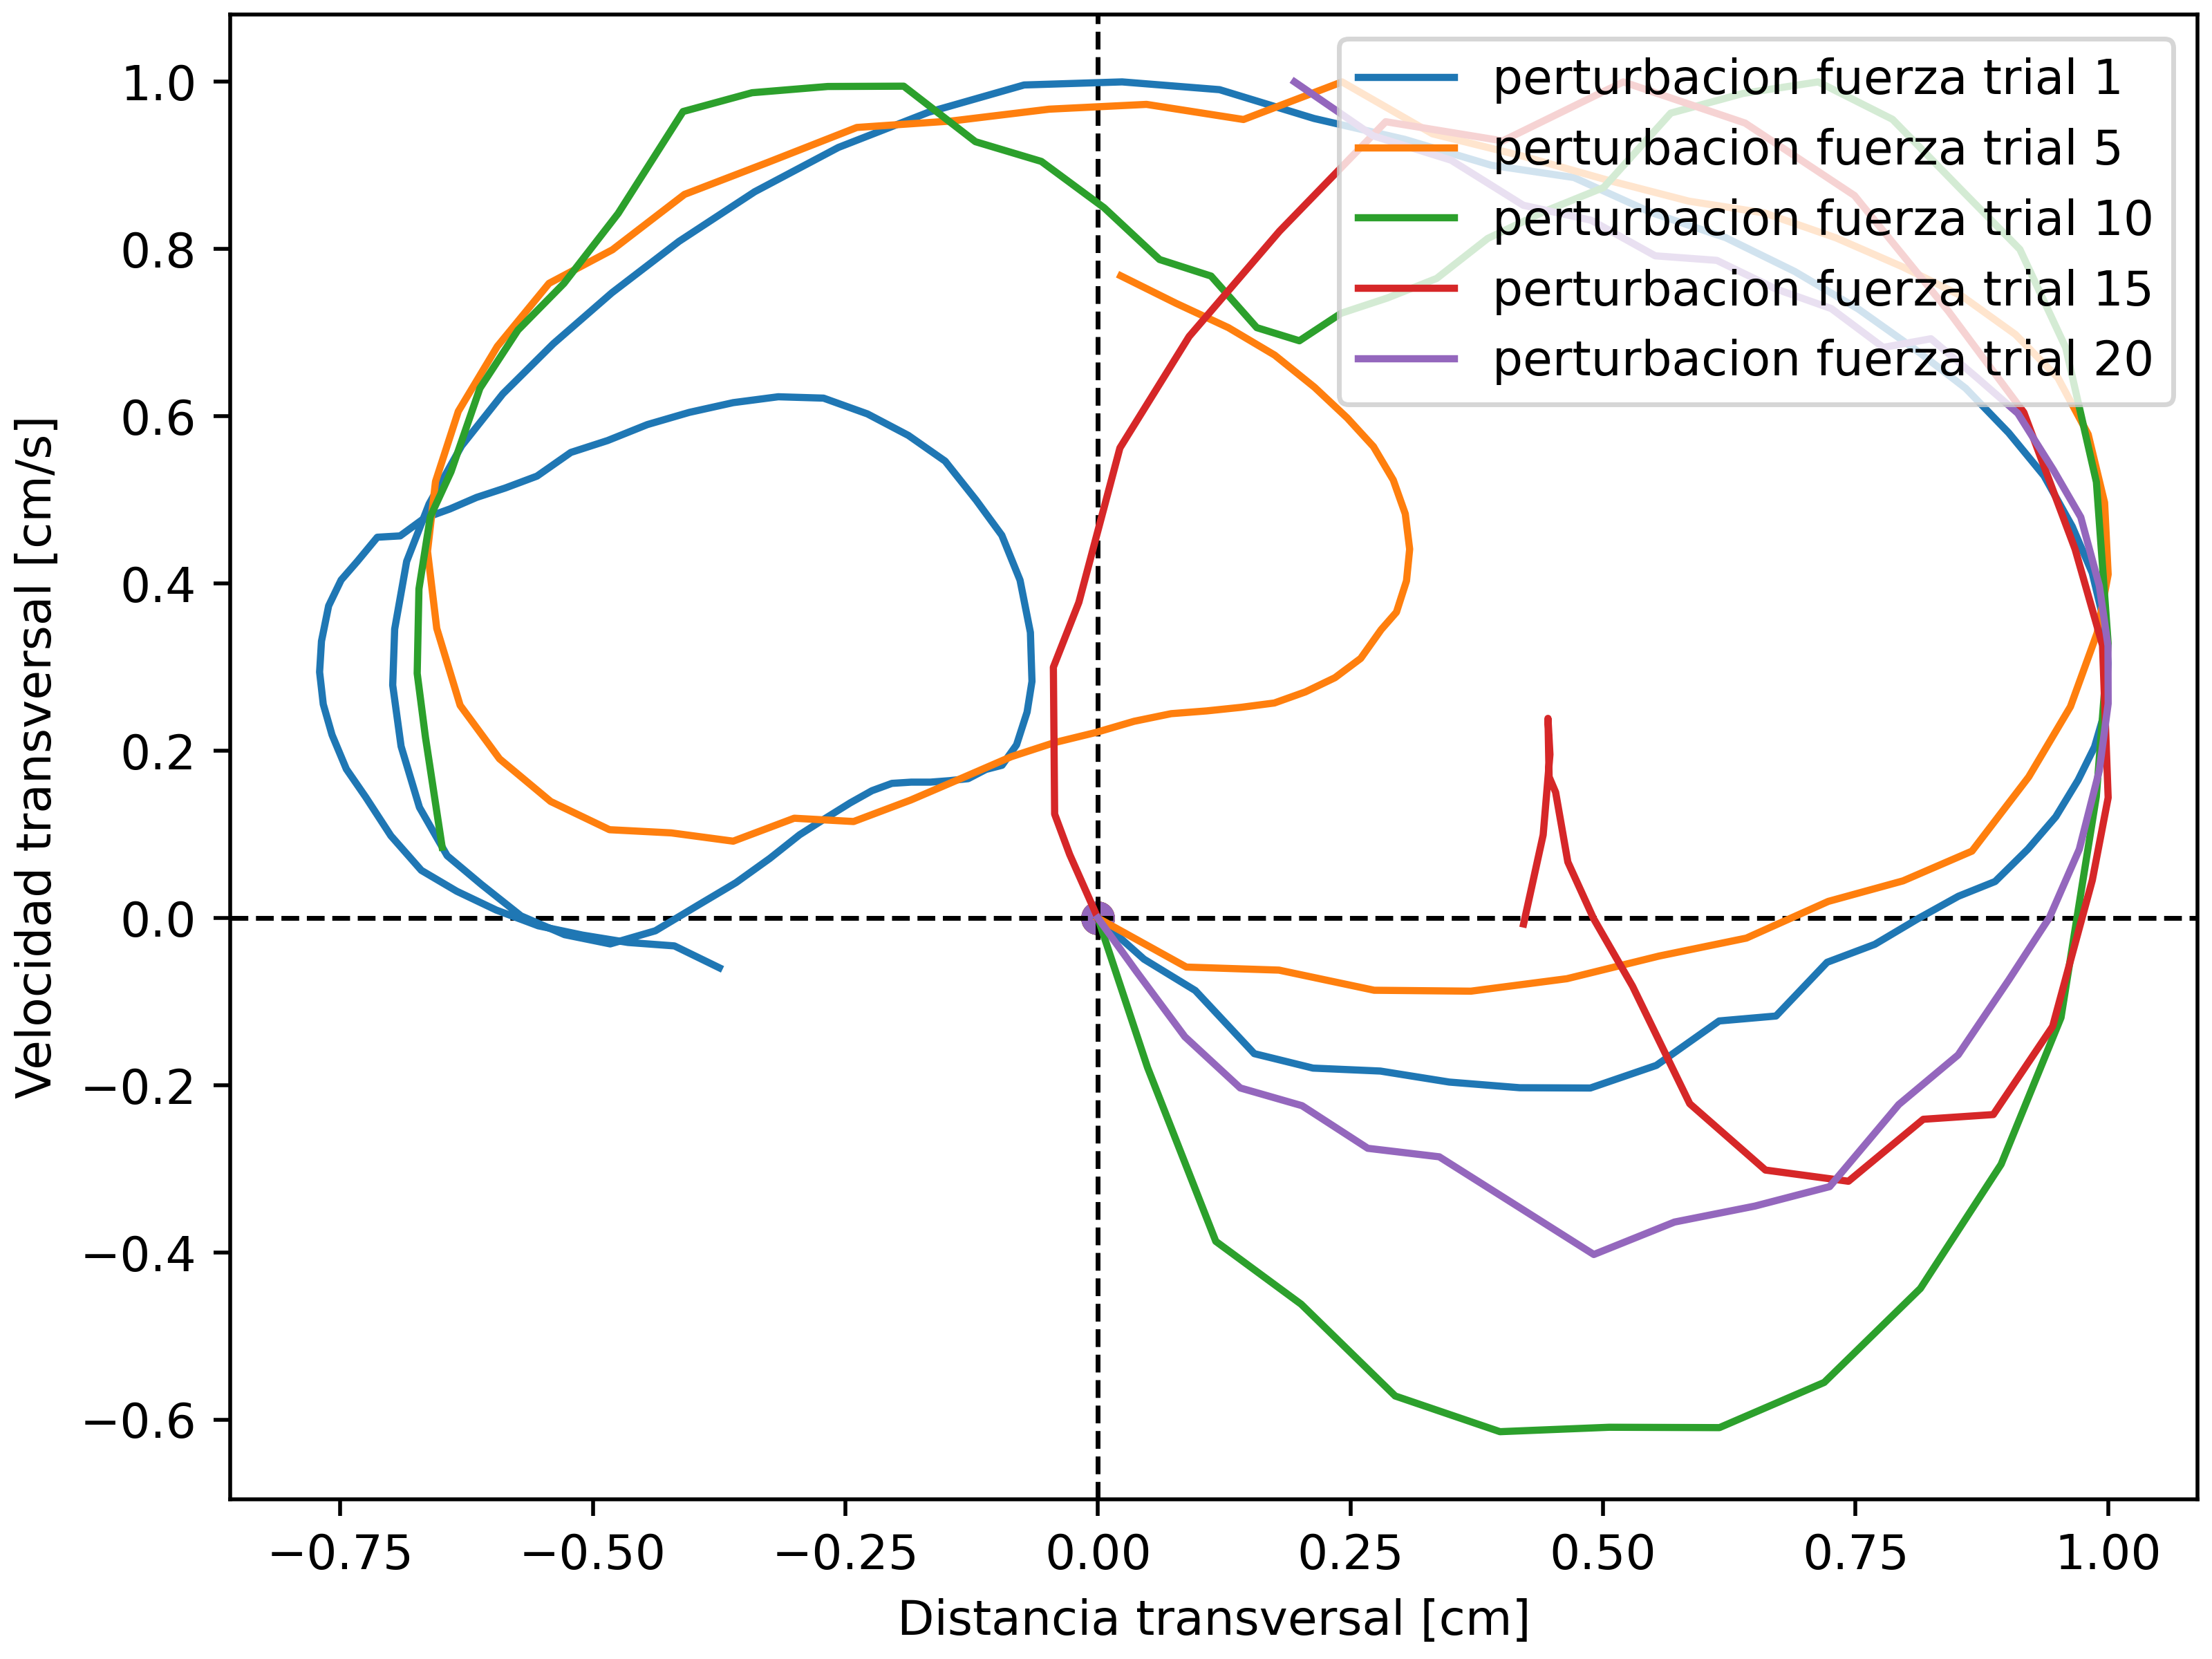 perturbacion fuerza trial 1
perturbacion fuerza trial 5
perturbacion fuerza trial 10
perturbacion fuerza trial 15
perturbacion fuerza trial 20
Velocidad transversal [cm/s]
1.0
0.8
0.6
0.4
0.2
0.0
−0.2
−0.4
−0.6
−0.75 −0.50 −0.25 0.00 0.25 0.50 0.75 1.00
Distancia transversal [cm]